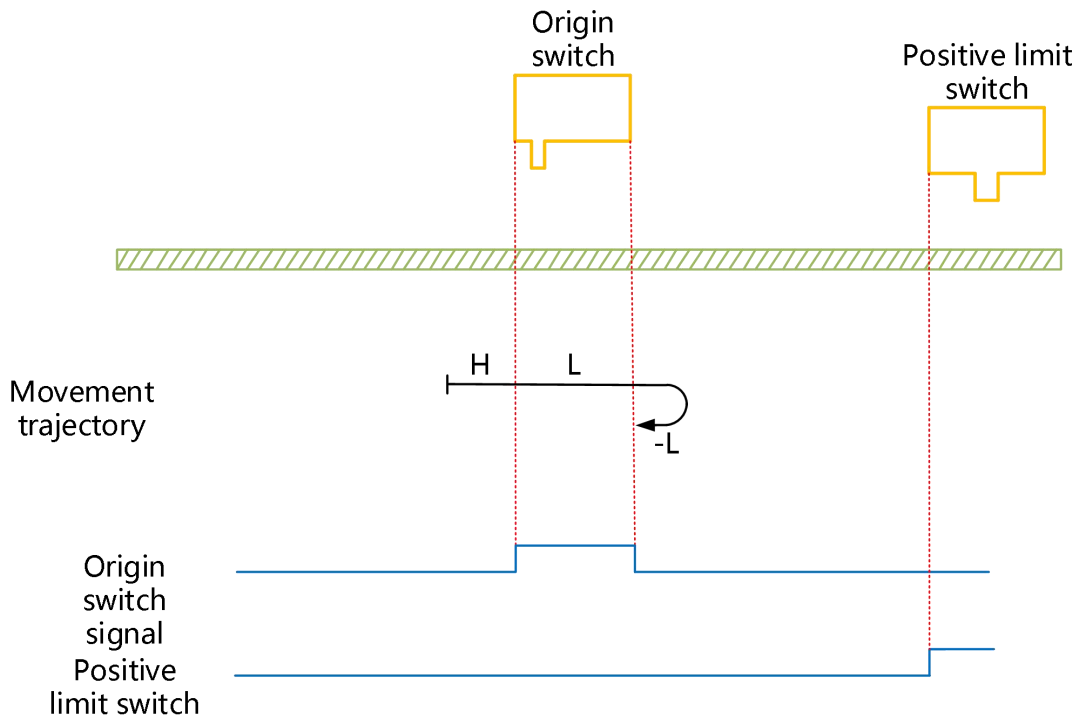 Origin
switch
Positive limit
switch
H
L
Movement
trajectory
-L
Origin
switch
signal
Positive
limit switch